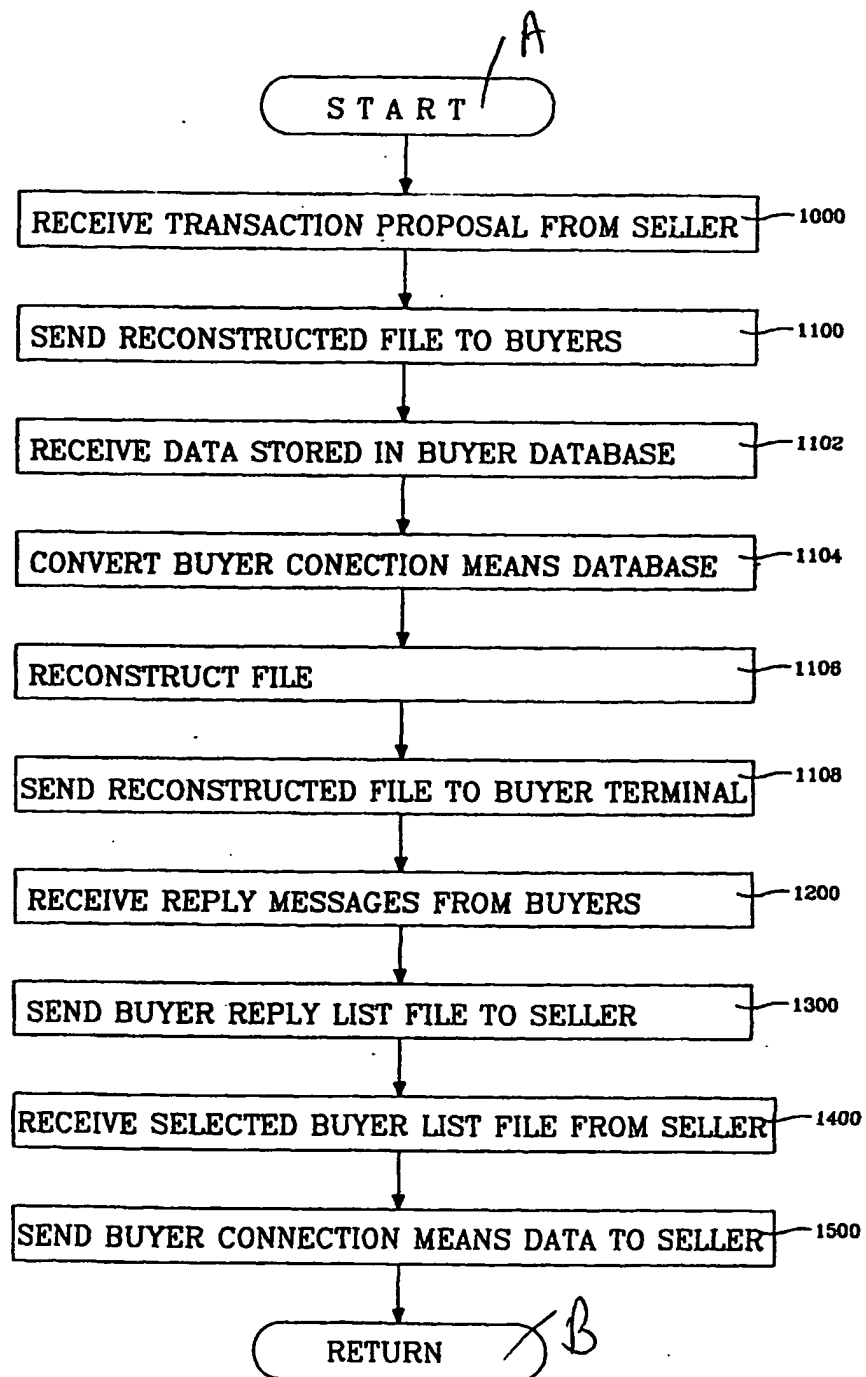 A
START
RECEIVE TRANSACTION PROPOSAL FROM SELLER 1000
SEND RECONSTRUCTED FILE TO BUYERS 1100
RECEIVE DATA STORED IN BUYER DATABASE 1102
CONVERT BUYER CONECTION MEANS DATABASE 1104
RECONSTRUCT FILE 1106
SEND RECONSTRUCTED FILE TO BUYER TERMINAL 1108
RECEIVE REPLY MESSAGES FROM BUYERS 1200
SEND BUYER REPLY LIST FILE TO SELLER 1300
RECEIVE SELECTED BUYER LIST FILE FROM SELLER 1400
SEND BUYER CONNECTION MEANS DATA TO SELLER 1500
RETURN B